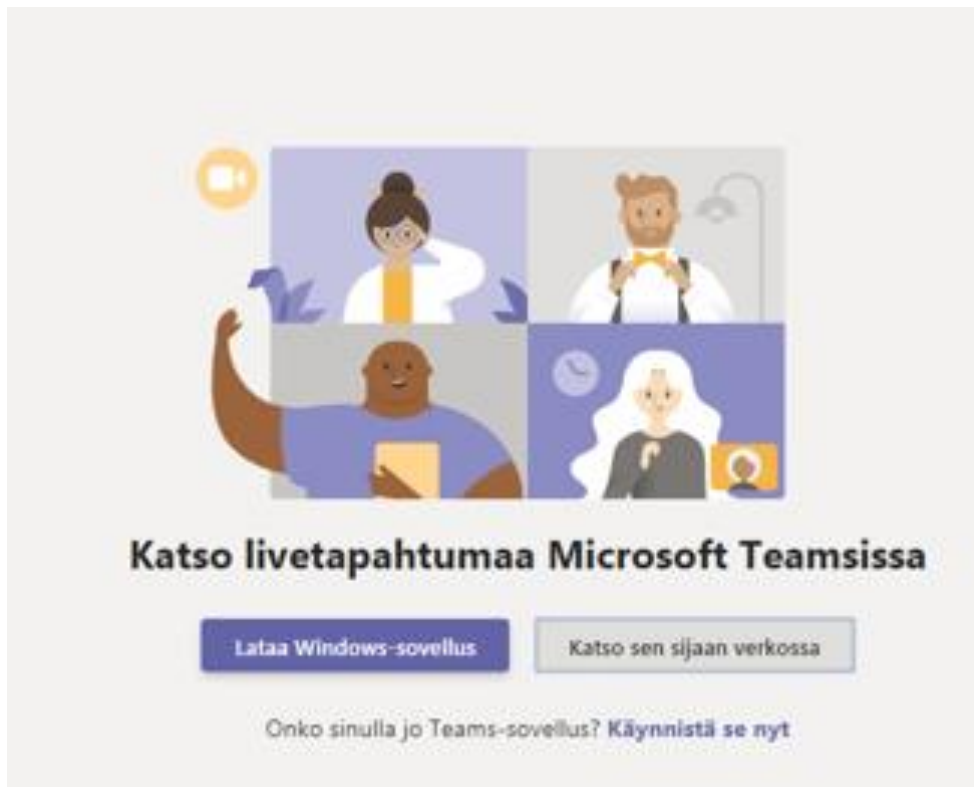 Katso livetapahtumaa Microsoft Teamsissa
Lataa Windows-sovellus
Katso sen sijaan verkossa
Onko sinulla jo Teams-sovellus? Käynnistä se nyt